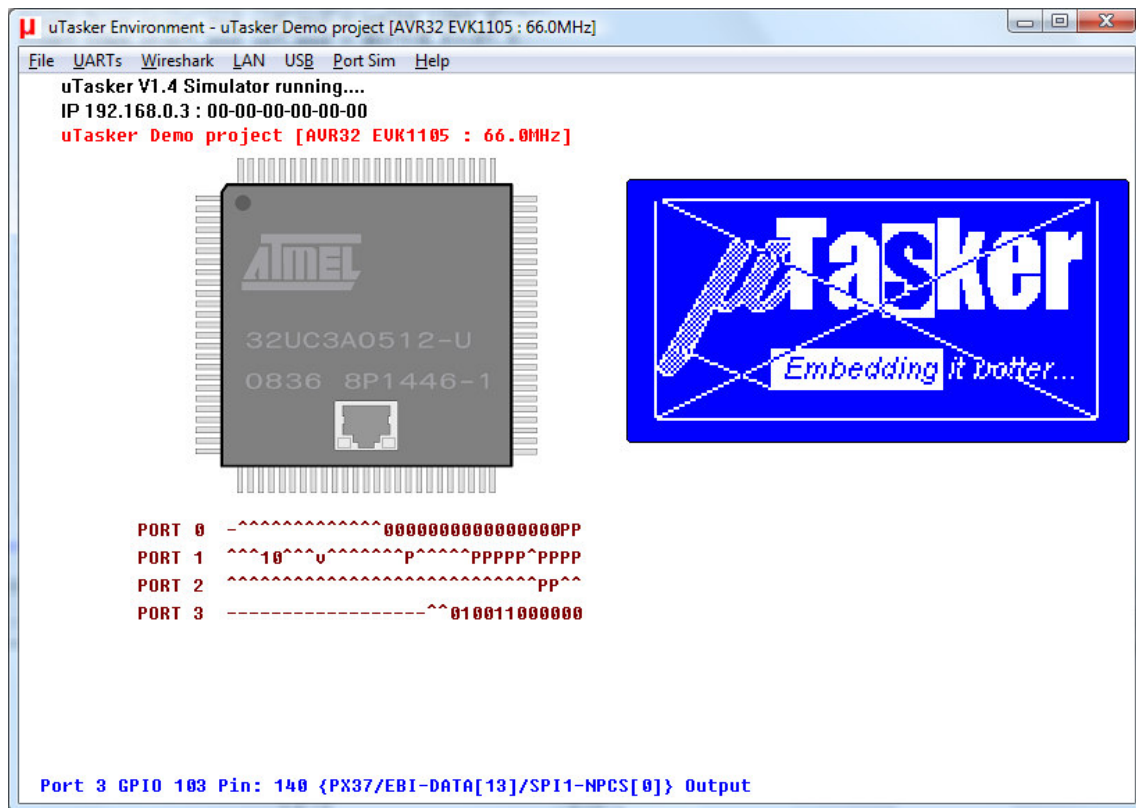 uTasker Environment - uTasker Demo project [AVR32 EVK1105 : 66.0MHz]
File UARTs Wireshark LAN USB Port Sim Help
uTasker V1.4 Simulator running....
IP 192.168.0.3 : 00-00-00-00-00-00
uTasker Demo project [AVR32 EVK1105 : 66.0MHz]
ATMEL
32UC3A0512-U
0836 8P1446-1
µTasker
Embedding it better...
PORT 0 -^^^^^^^^^^^^^0000000000000000PP
PORT 1 ^^^10^^^v^^^^^^^P^^^^^PPPPP^PPPP
PORT 2 ^^^^^^^^^^^^^^^^^^^^^^^^^^^^PP^^
PORT 3 ------------------^^010011000000
Port 3 GPIO 103 Pin: 140 {PX37/EBI-DATA[13]/SPI1-NPCS[0]} Output